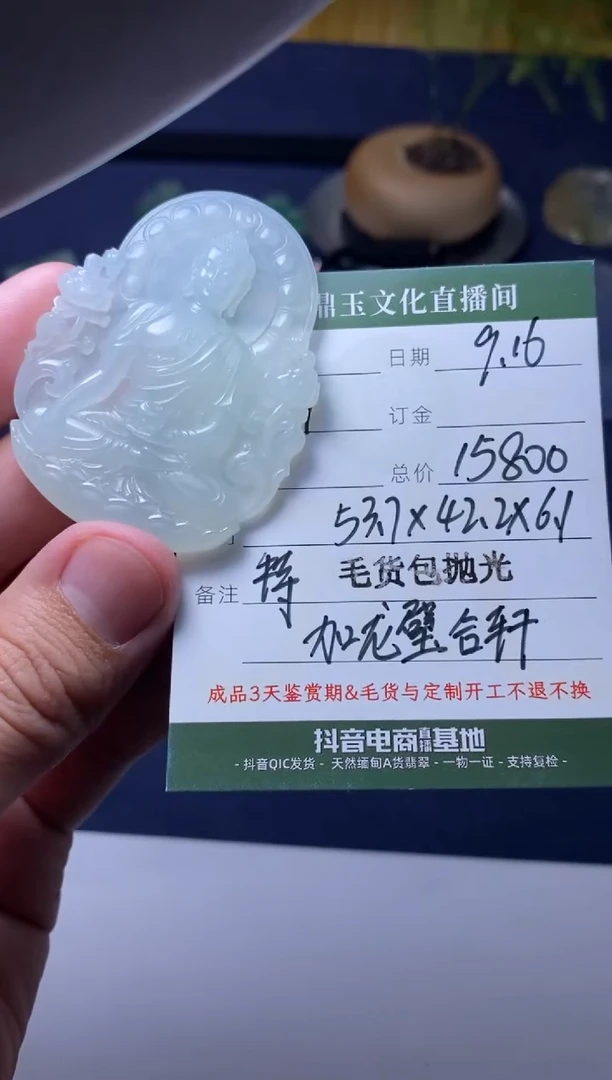 鼎玉文化直播间
日期 9.16
订金
总价 15800
53.7×42.2×6.1
备注 特 毛货包抛光
加龙璧合轩
成品3天鉴赏期&毛货与定制开工不退不换
抖音电商直播基地
- 抖音QIC发货 - 天然缅甸A货翡翠 - 一物一证 - 支持复检 -